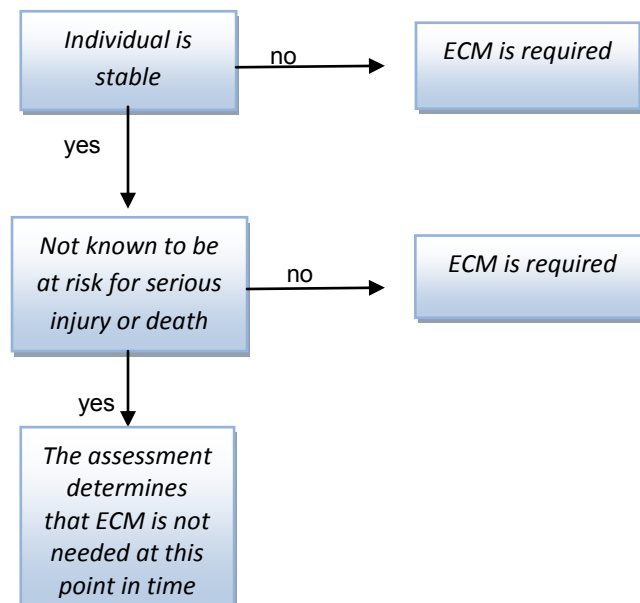 Individual is
stable
no
ECM is required
yes
Not known to be
at risk for serious
injury or death
no
ECM is required
yes
The assessment
determines
that ECM is not
needed at this
point in time